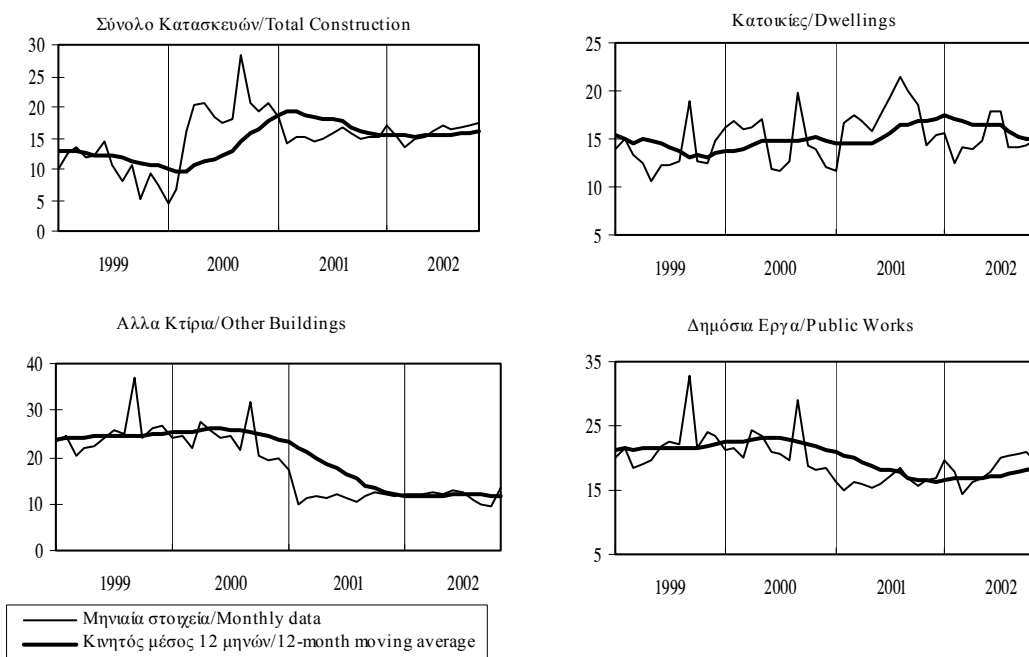 Σύνολο Κατασκευών/Total Construction
30
25
20
15
10
5
0
1999 2000 2001 2002
Κατοικίες/Dwellings
25
20
15
10
5
1999 2000 2001 2002
Αλλα Κτίρια/Other Buildings
40
30
20
10
0
1999 2000 2001 2002
Δημόσια Εργα/Public Works
35
25
15
5
1999 2000 2001 2002
Μηνιαία στοιχεία/Monthly data
Κινητός μέσος 12 μηνών/12-month moving average